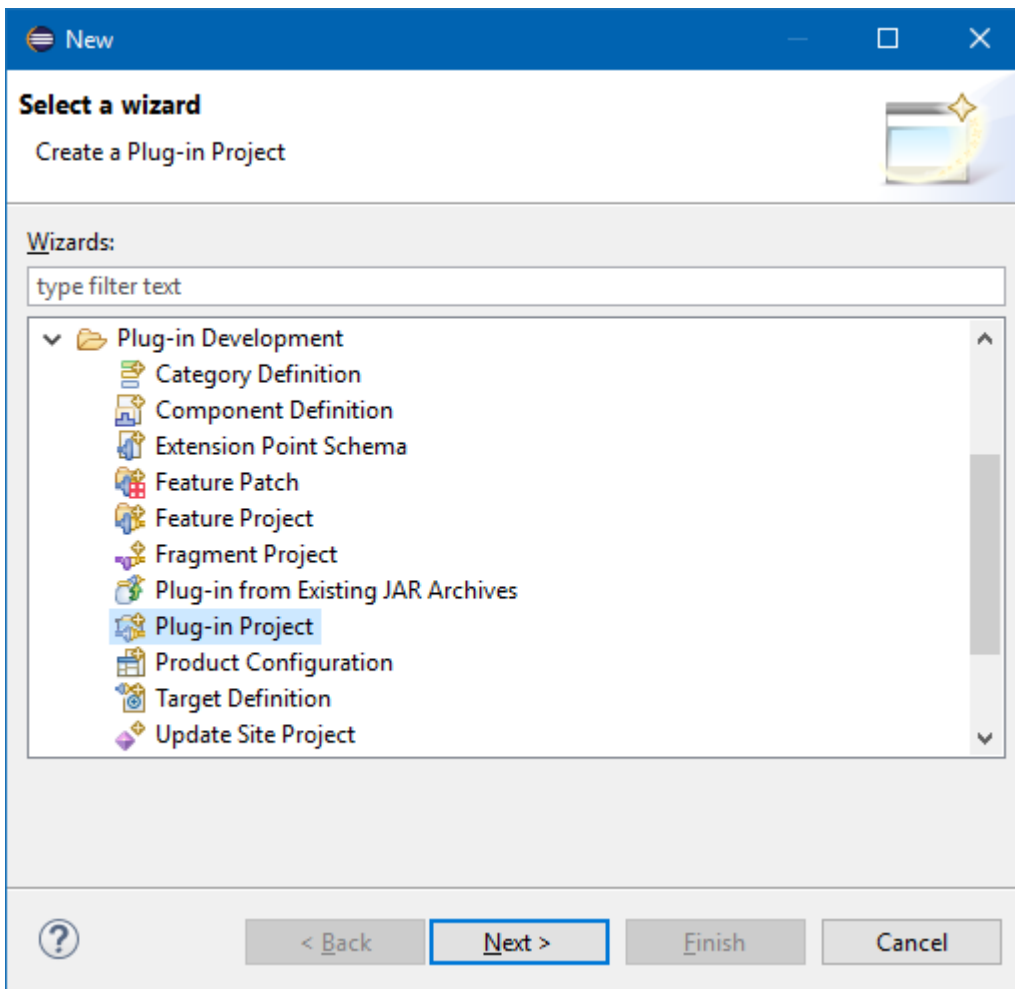 New
Select a wizard
Create a Plug-in Project
Wizards:
type filter text
Plug-in Development
Category Definition
Component Definition
Extension Point Schema
Feature Patch
Feature Project
Fragment Project
Plug-in from Existing JAR Archives
Plug-in Project
Product Configuration
Target Definition
Update Site Project
? < Back Next > Finish Cancel